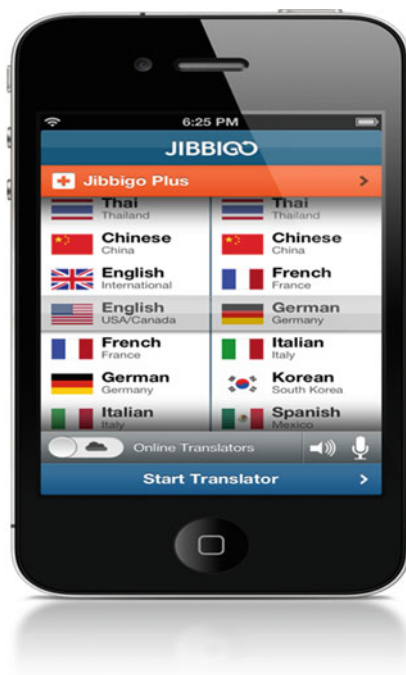 6:25 PM
JIBBIGO
Jibbigo Plus
Thai
Thailand
Thai
Thailand
Chinese
China
Chinese
China
English
International
French
France
English
USA/Canada
German
Germany
French
France
Italian
Italy
German
Germany
Korean
South Korea
Italian
Italy
Spanish
Mexico
Online Translators
Start Translator